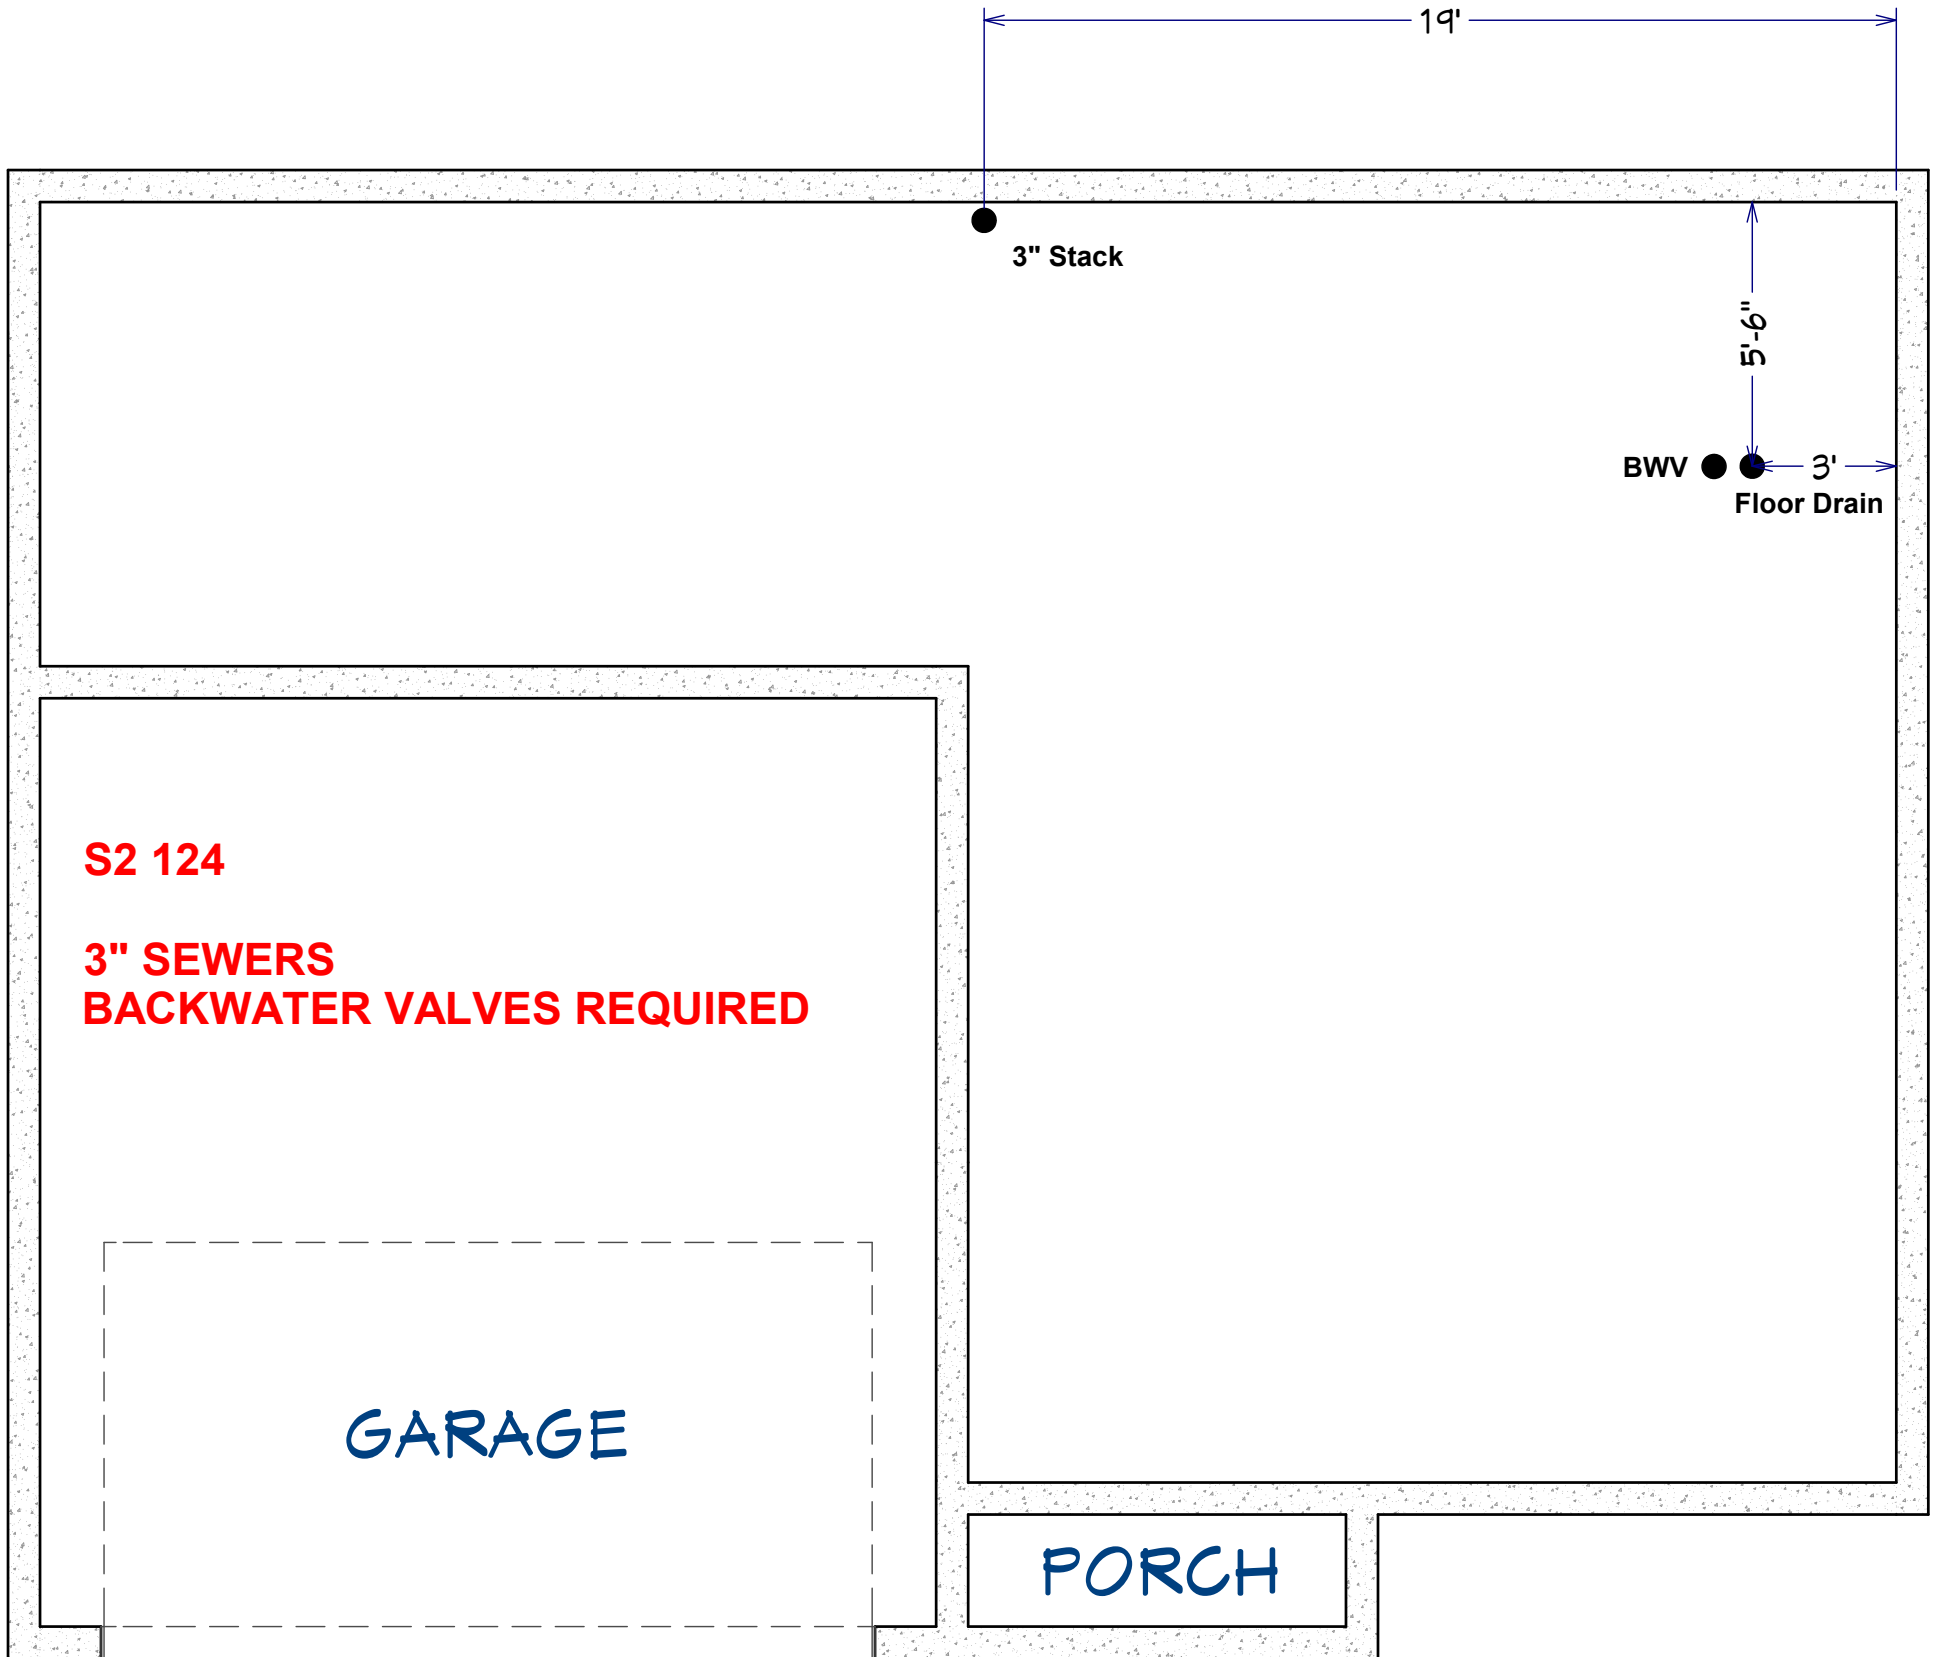 19'
3" Stack
5'-6"
BWV
3'
Floor Drain
S2 124
3" SEWERS
BACKWATER VALVES REQUIRED
GARAGE
PORCH